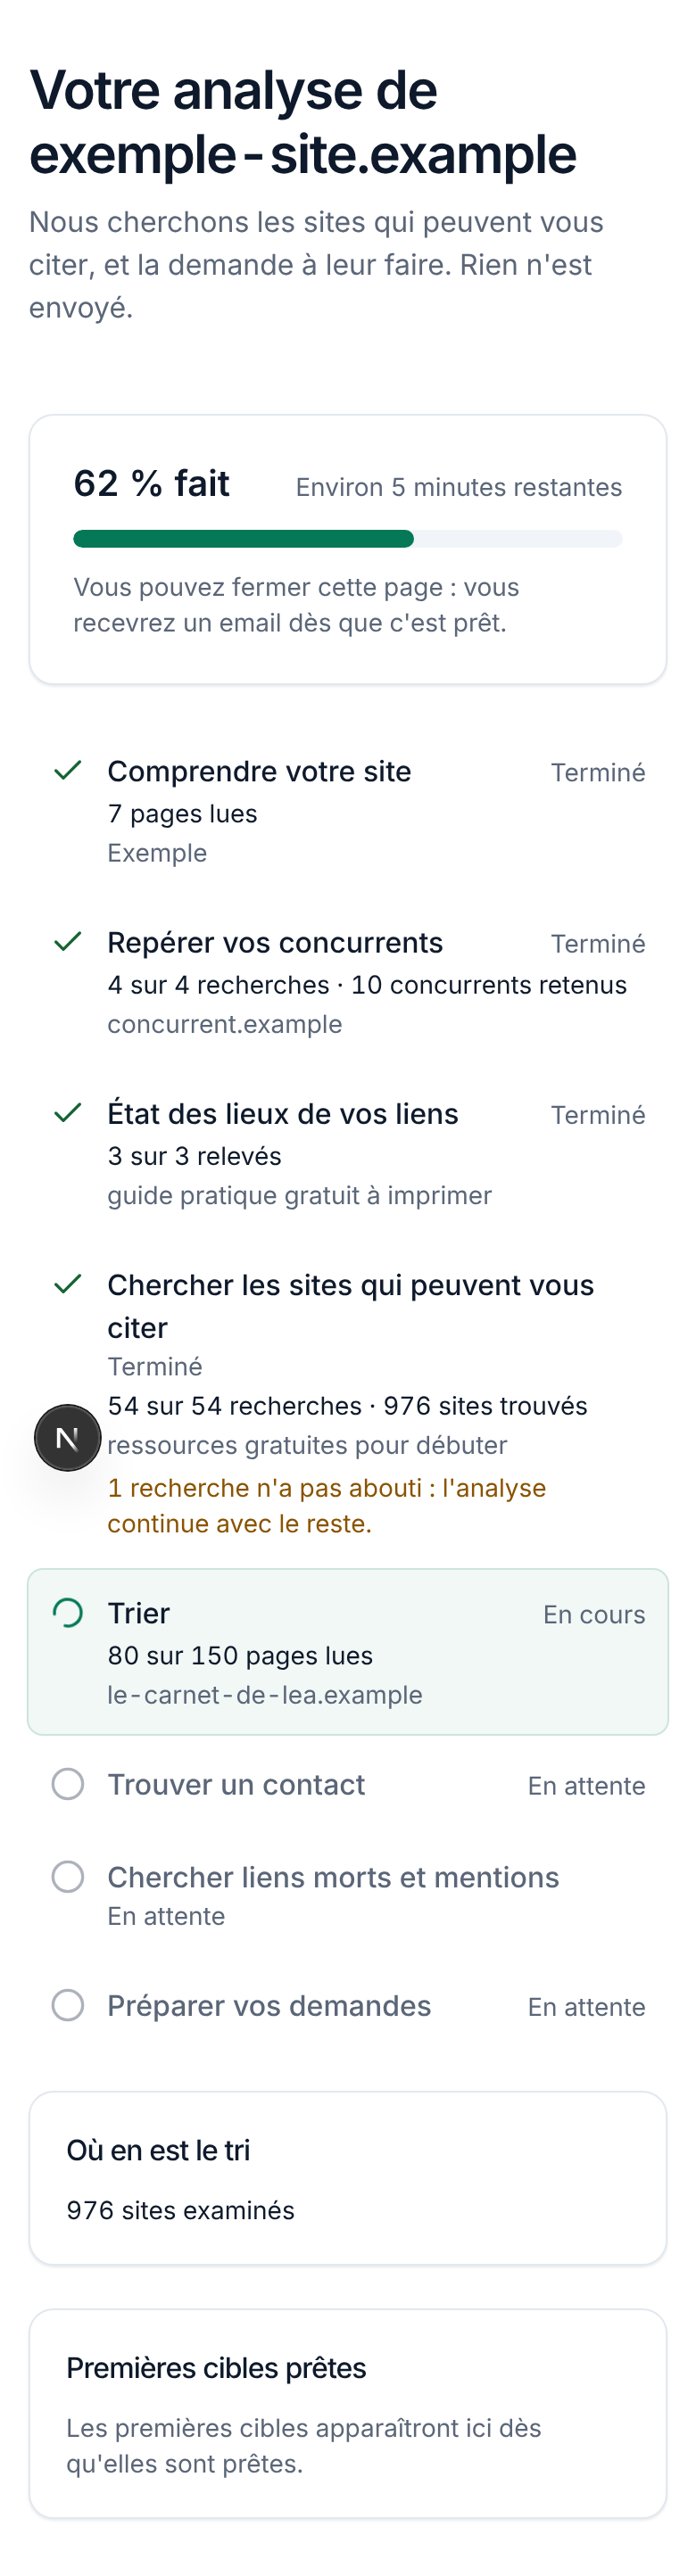 Votre analyse de
exemple-site.example
Nous cherchons les sites qui peuvent vous
citer, et la demande à leur faire. Rien n'est
envoyé.
62 % fait
Environ 5 minutes restantes
Vous pouvez fermer cette page : vous
recevrez un email dès que c'est prêt.
Comprendre votre site
Terminé
7 pages lues
Exemple
Repérer vos concurrents
Terminé
4 sur 4 recherches · 10 concurrents retenus
concurrent.example
État des lieux de vos liens
Terminé
3 sur 3 relevés
guide pratique gratuit à imprimer
Chercher les sites qui peuvent vous
citer
Terminé
54 sur 54 recherches · 976 sites trouvés
N
ressources gratuites pour débuter
1 recherche n'a pas abouti : l'analyse
continue avec le reste.
Trier
En cours
80 sur 150 pages lues
le-carnet-de-lea.example
Trouver un contact
En attente
Chercher liens morts et mentions
En attente
Préparer vos demandes
En attente
Où en est le tri
976 sites examinés
Premières cibles prêtes
Les premières cibles apparaîtront ici dès
qu'elles sont prêtes.